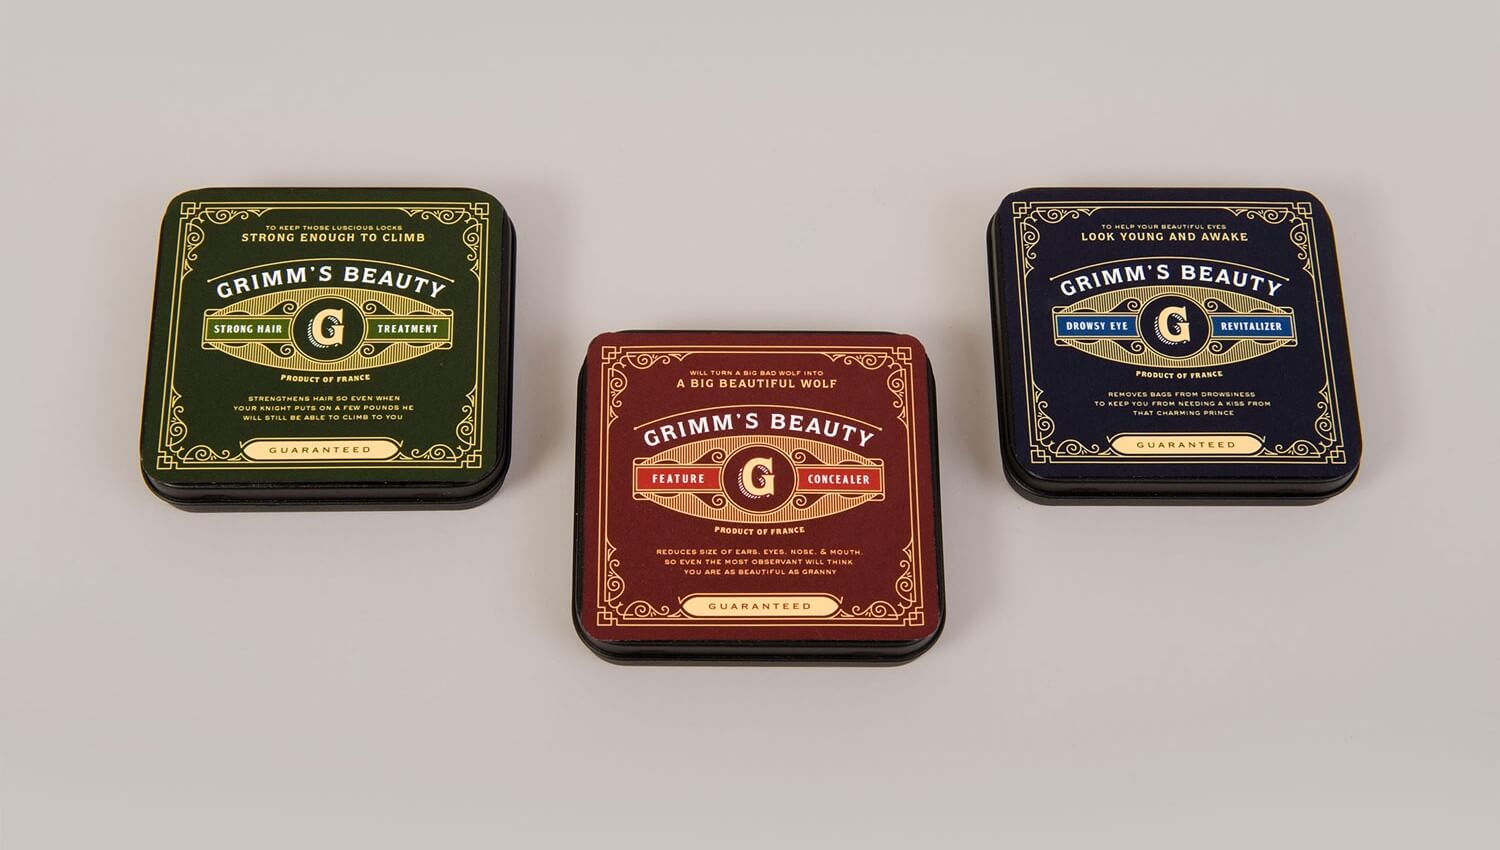 TO KEEP THOSE LUSCIOUS LOCKS
STRONG ENOUGH TO CLIMB
GRIMM'S BEAUTY
STRONG HAIR G TREATMENT
PRODUCT OF FRANCE
STRENGTHENS HAIR SO EVEN WHEN
YOUR KNIGHT PUTS ON A FEW POUNDS HE
WILL STILL BE ABLE TO CLIMB TO YOU
GUARANTEED
WILL TURN A BIG BAD WOLF INTO
A BIG BEAUTIFUL WOLF
GRIMM'S BEAUTY
FEATURE G CONCEALER
PRODUCT OF FRANCE
REDUCES SIZE OF EARS, EYES, NOSE, & MOUTH,
SO EVEN THE MOST OBSERVANT WILL THINK
YOU ARE AS BEAUTIFUL AS GRANNY
GUARANTEED
TO HELP YOUR BEAUTIFUL EYES
LOOK YOUNG AND AWAKE
GRIMM'S BEAUTY
DROWSY EYE G REVITALIZER
PRODUCT OF FRANCE
REMOVES BAGS FROM DROWSINESS
TO KEEP YOU FROM NEEDING A KISS FROM
THAT CHARMING PRINCE
GUARANTEED